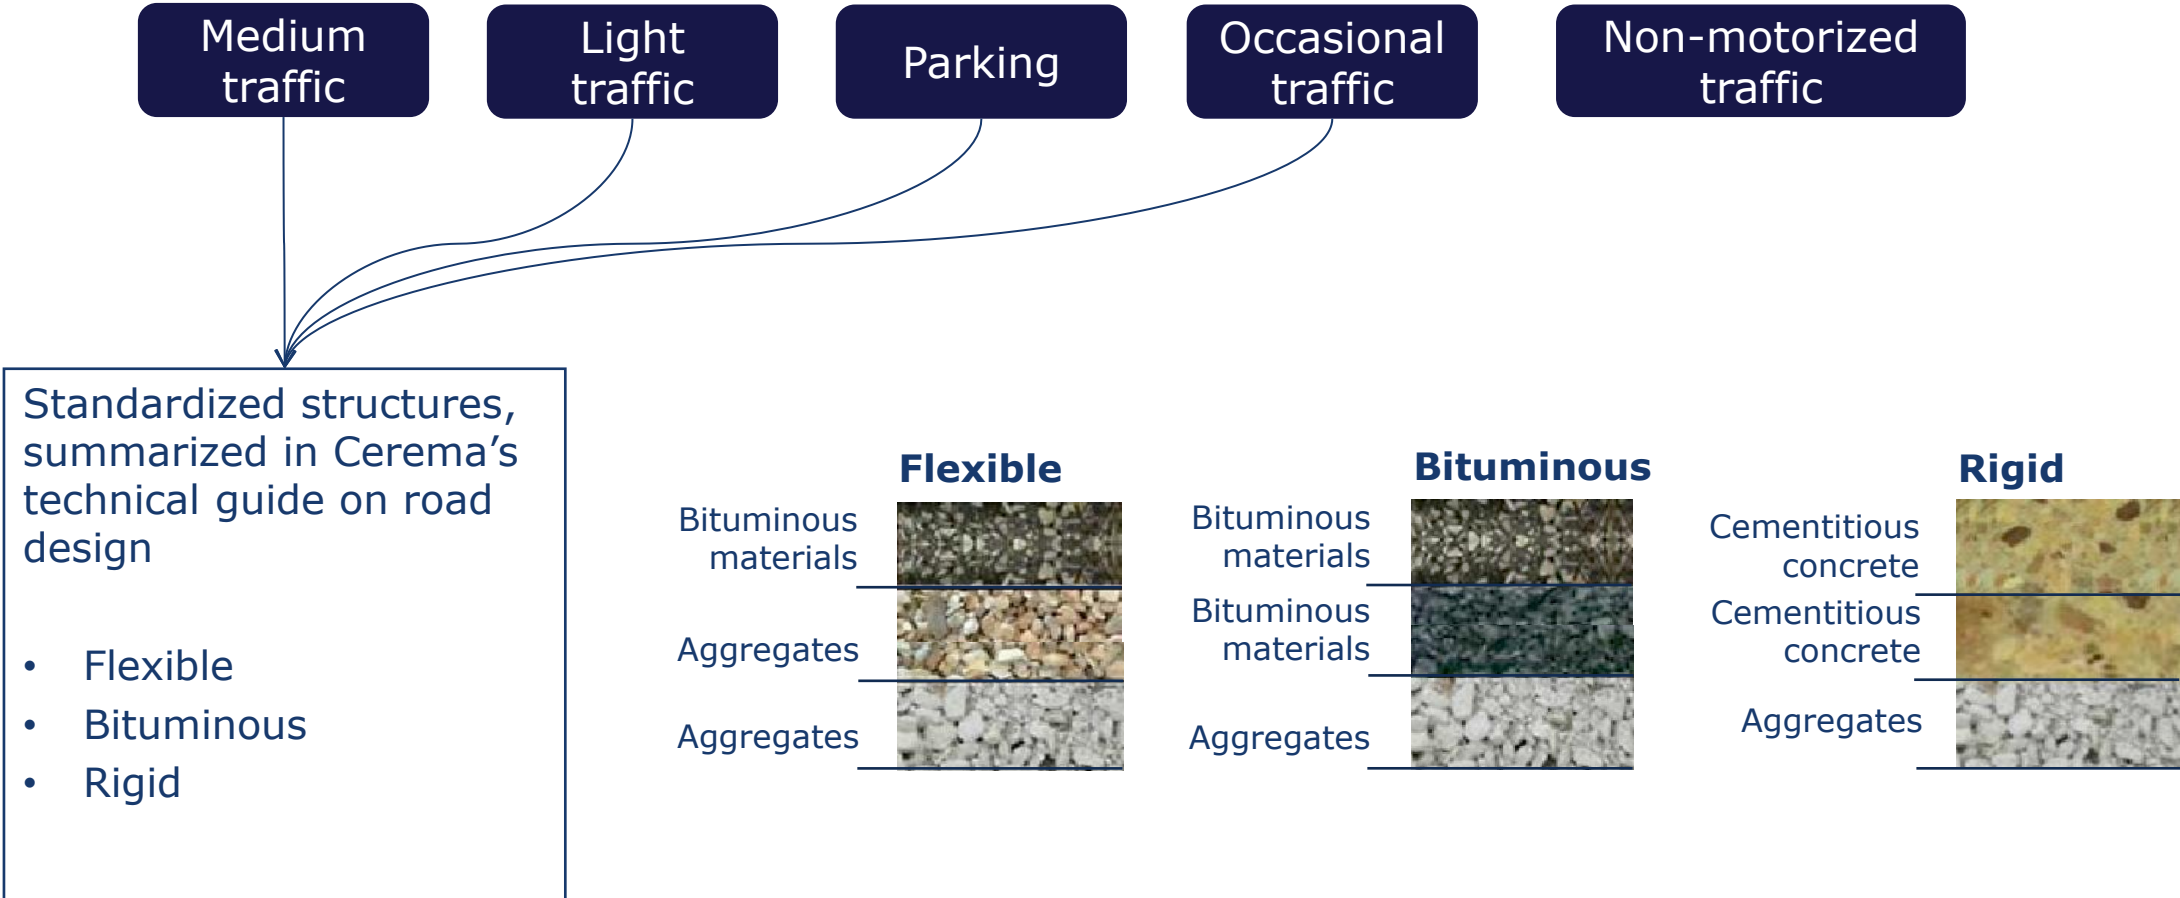 Medium
traffic
Light
traffic
Parking
Occasional
traffic
Non-motorized
traffic
Standardized structures,
summarized in Cerema’s
technical guide on road
design
• Flexible
• Bituminous
• Rigid
Flexible
Bituminous
materials
Aggregates
Aggregates
Bituminous
Bituminous
materials
Bituminous
materials
Aggregates
Rigid
Cementitious
concrete
Cementitious
concrete
Aggregates